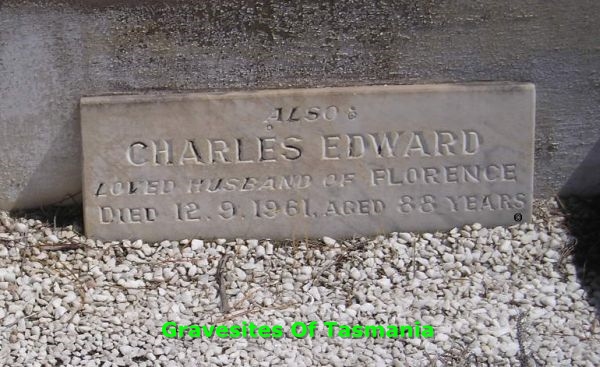 ALSO :
CHARLES EDWARD
LOVED HUSBAND OF FLORENCE
DIED 12.9.1961, AGED 88 YEARS
Gravesites Of Tasmania